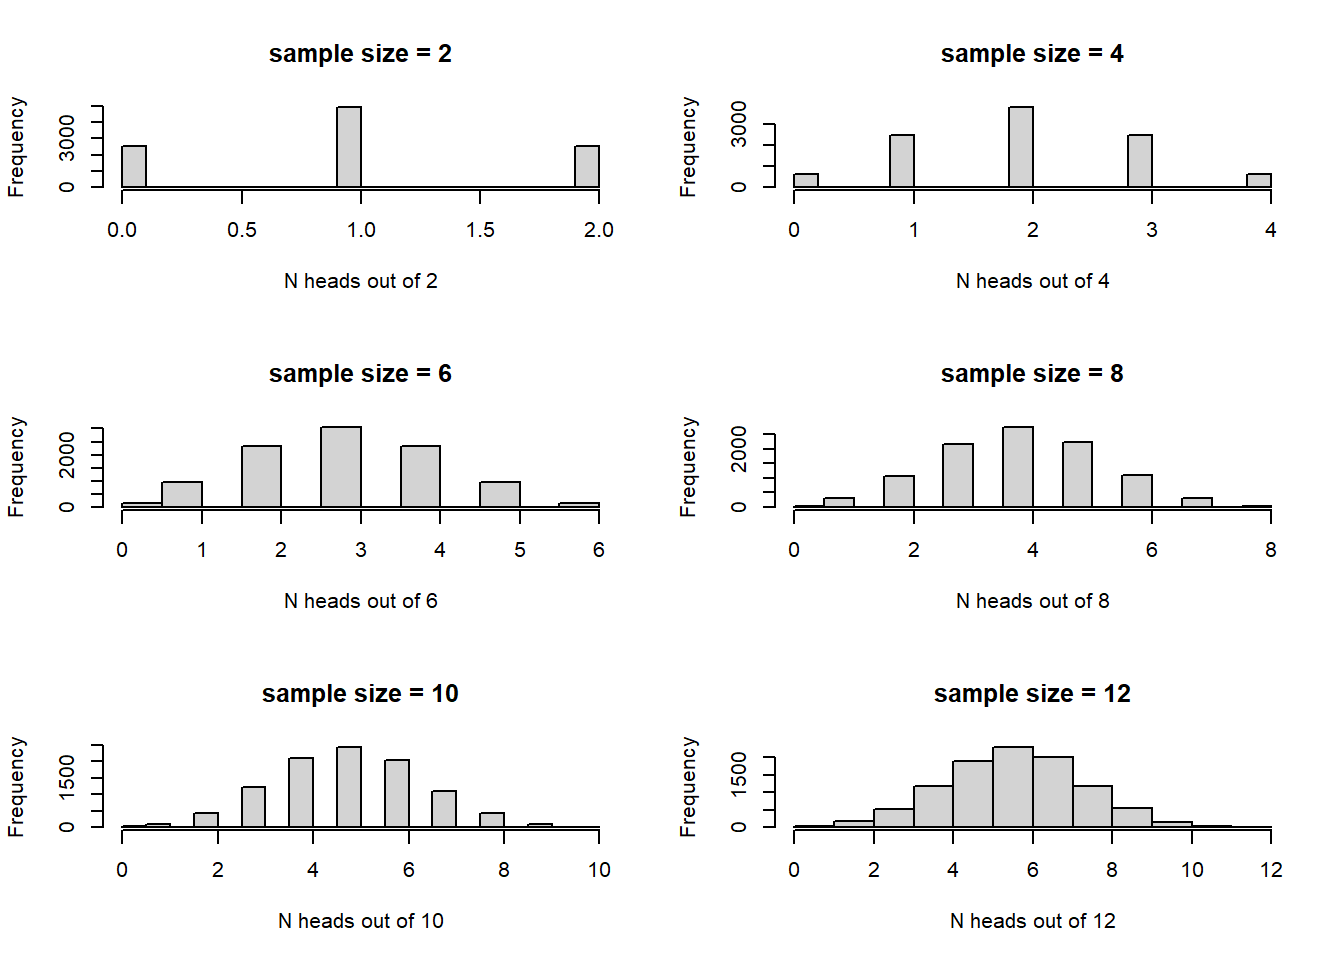 sample size = 2
Frequency
0 3000
0.0 0.5 1.0 1.5 2.0
N heads out of 2
sample size = 4
Frequency
0 3000
0 1 2 3 4
N heads out of 4
sample size = 6
Frequency
0 2000
0 1 2 3 4 5 6
N heads out of 6
sample size = 8
Frequency
0 2000
0 2 4 6 8
N heads out of 8
sample size = 10
Frequency
0 1500
0 2 4 6 8 10
N heads out of 10
sample size = 12
Frequency
0 1500
0 2 4 6 8 10 12
N heads out of 12